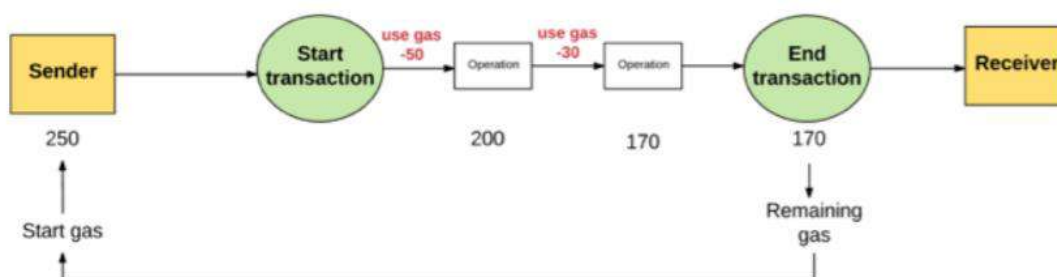 use gas
-50
use gas
-30
Sender
Start
transaction
Operation
Operation
End
transaction
Receiver
250
200
170
170
Start gas
Remaining
gas